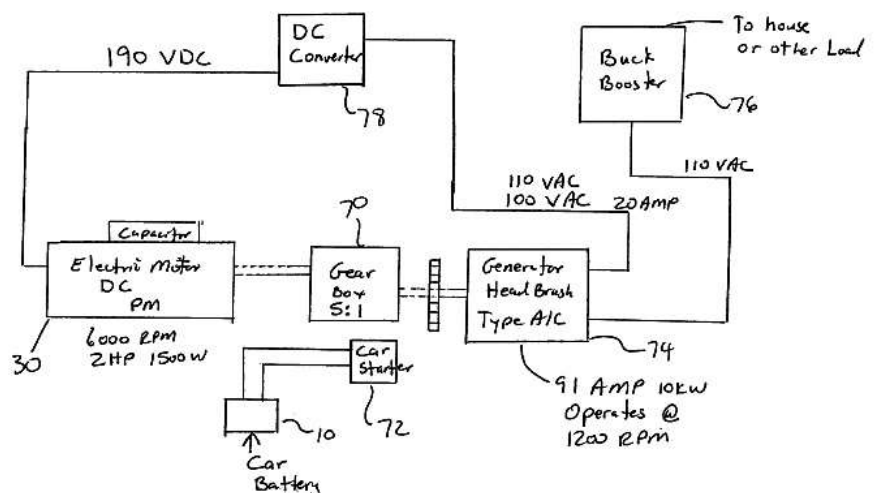 To house
or other Load
DC
Converter
190 VDC
78
Buck
Booster
76
110 VAC
110 VAC
100 VAC
20 AMP
Capacitor
70
Electric Motor
DC
PM
Gear
Box
5:1
Generator
Head Brush
Type A/C
30
6000 RPM
2HP 1500W
Car
Starter
74
10
72
91 AMP 10KW
Operates @
1200 RPM
Car
Battery